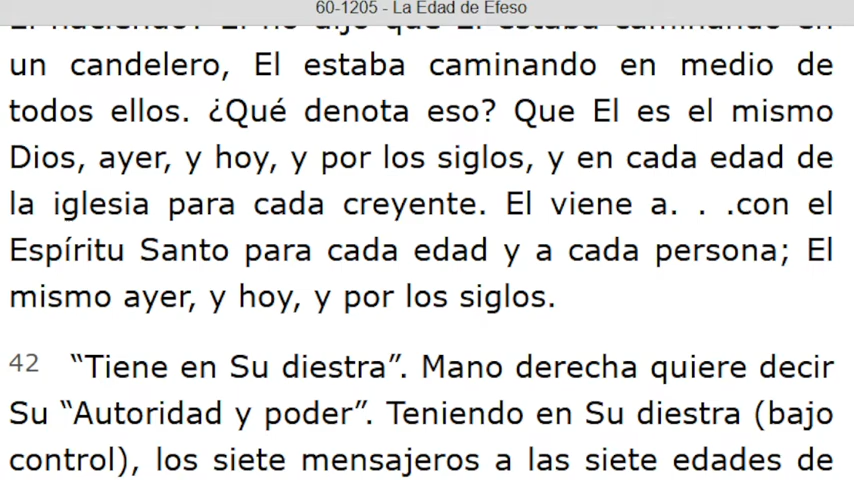 60-1205 - La Edad de Efeso
un candelero, El estaba caminando en medio de
todos ellos. ¿Qué denota eso? Que El es el mismo
Dios, ayer, y hoy, y por los siglos, y en cada edad de
la iglesia para cada creyente. El viene a. . .con el
Espíritu Santo para cada edad y a cada persona; El
mismo ayer, y hoy, y por los siglos.
42 “Tiene en Su diestra”. Mano derecha quiere decir
Su “Autoridad y poder”. Teniendo en Su diestra (bajo
control), los siete mensajeros a las siete edades de